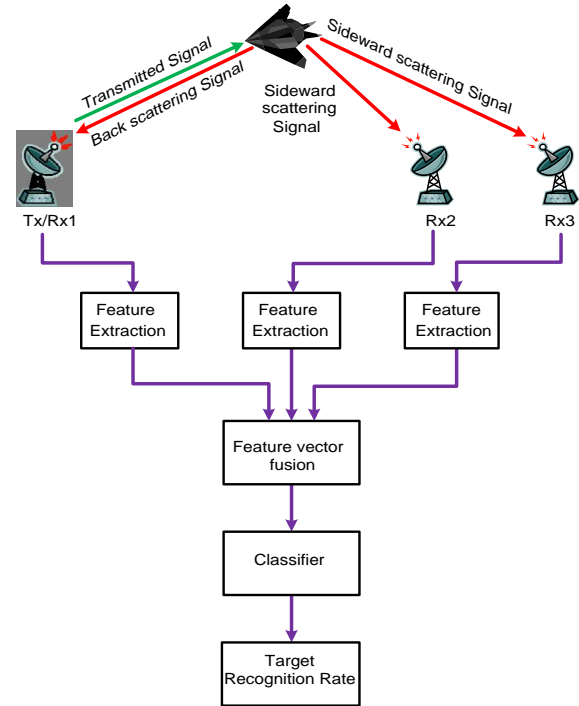 Transmitted Signal
Back scattering Signal
Sideward
scattering
Signal
Sideward scattering Signal
Tx/Rx1
Rx2
Rx3
Feature
Extraction
Feature
Extraction
Feature
Extraction
Feature vector
fusion
Classifier
Target
Recognition Rate